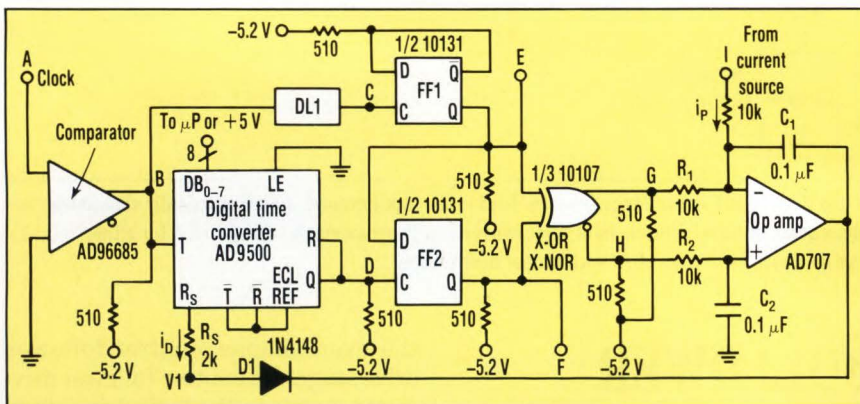 A
Clock
Comparator
AD96685
B
510
–5.2 V
510
DL1
C
To μP or +5 V
8
DB0–7
LE
Digital time
converter
AD9500
T
R
Q
RS
T̅
R̅
ECL
REF
iD
RS
2k
V1
D1
1N4148
D
510
–5.2 V
1/2 10131
D
Q̅
FF1
C
Q
510
–5.2 V
1/2 10131
D
FF2
C
Q
510
–5.2 V
E
F
1/3 10107
X-OR
X-NOR
G
H
510
510
–5.2 V
R1
10k
R2
10k
From
current
source
I
iP
10k
C1
0.1 μF
–
+
Op amp
AD707
C2
0.1 μF